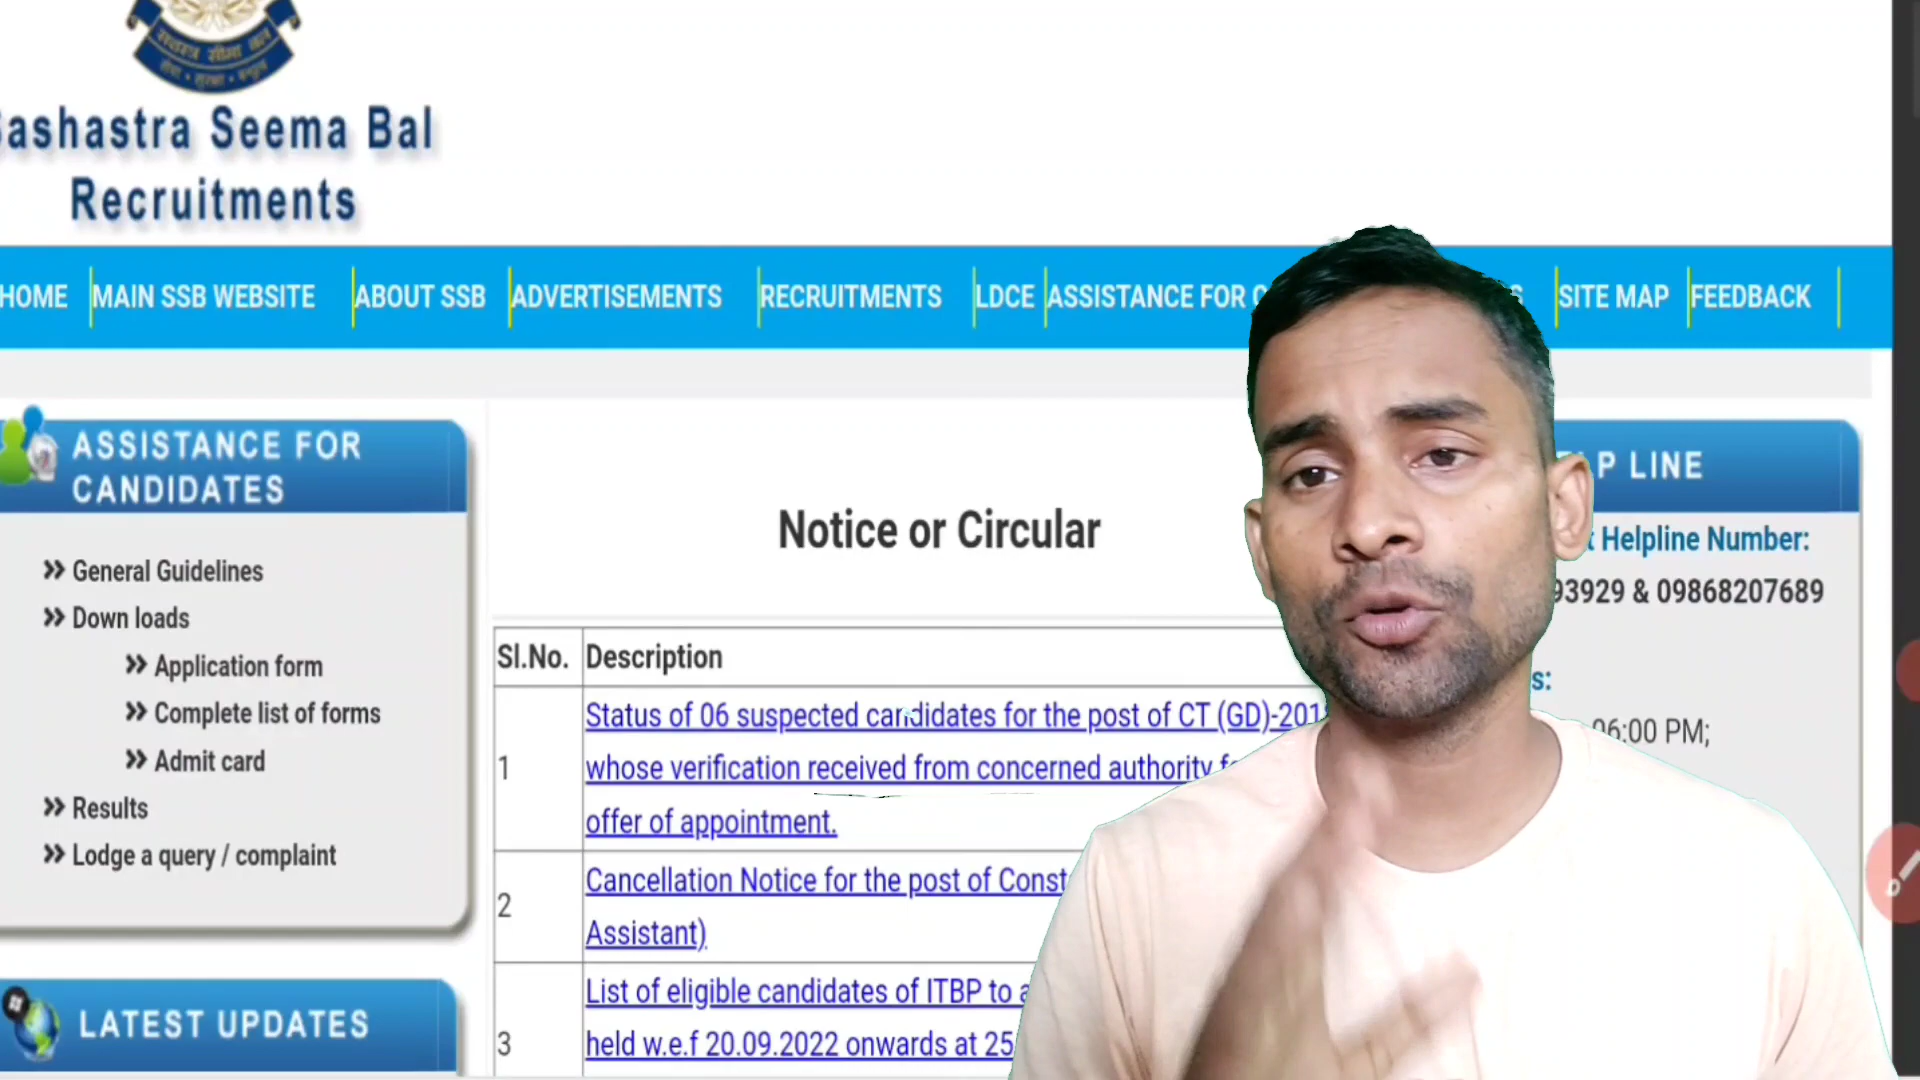 सशस्त्र सीमा बल
सेवा • सुरक्षा • बन्धुत्व
ashastra Seema Bal
Recruitments
HOME
MAIN SSB WEBSITE
ABOUT SSB
ADVERTISEMENTS
RECRUITMENTS
LDCE
ASSISTANCE FOR
SITE MAP
FEEDBACK
ASSISTANCE FOR
CANDIDATES
General Guidelines
Down loads
Application form
Complete list of forms
Admit card
Results
Lodge a query / complaint
LATEST UPDATES
Notice or Circular
Sl.No. Description
1
Status of 06 suspected candidates for the post of CT (GD)-201
whose verification received from concerned authority
offer of appointment.
2
Cancellation Notice for the post of Const
Assistant)
3
List of eligible candidates of ITBP to
held w.e.f 20.09.2022 onwards at 25
LP LINE
Helpline Number:
93929 & 09868207689
s:
06:00 PM;